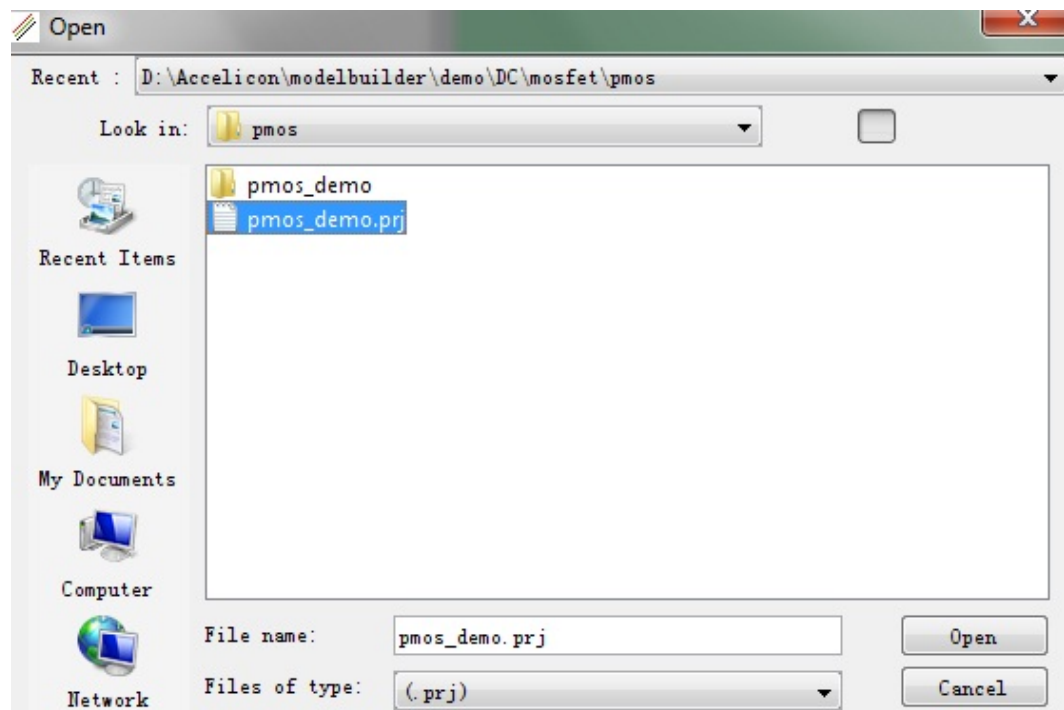 Open
Recent : D:\Accelicon\modelbuilder\demo\DC\mosfet\pmos
Look in: pmos
pmos_demo
pmos_demo.prj
Recent Items
Desktop
My Documents
Computer
Network
File name: pmos_demo.prj Open
Files of type: (.prj) Cancel